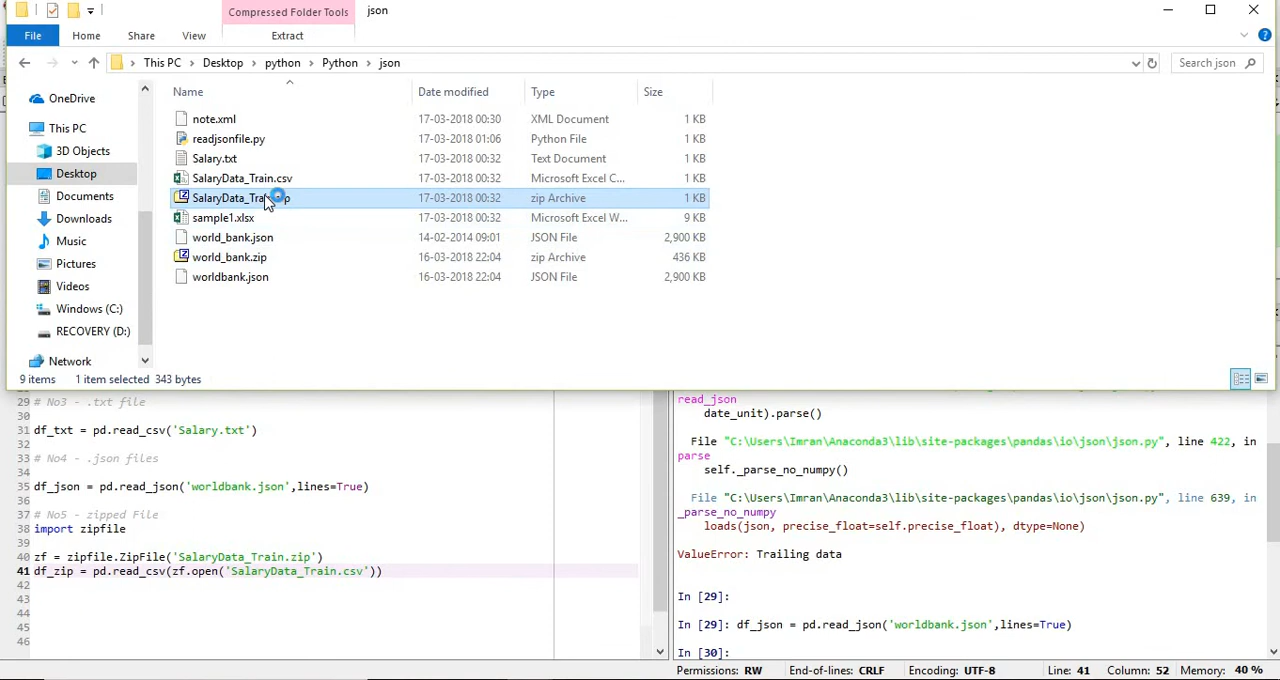 Compressed Folder Tools json
File Home Share View Extract
This PC Desktop python Python json Search json
Name Date modified Type Size
OneDrive
This PC
3D Objects
Desktop
Documents
Downloads
Music
Pictures
Videos
Windows (C:)
RECOVERY (D:)
Network
note.xml 17-03-2018 00:30 XML Document 1 KB
readjsonfile.py 17-03-2018 01:06 Python File 1 KB
Salary.txt 17-03-2018 00:32 Text Document 1 KB
SalaryData_Train.csv 17-03-2018 00:32 Microsoft Excel C... 1 KB
17-03-2018 00:32 zip Archive 1 KB
sample1.xlsx 17-03-2018 00:32 Microsoft Excel W... 9 KB
world_bank.json 14-02-2014 09:01 JSON File 2,900 KB
world_bank.zip 16-03-2018 22:04 zip Archive 436 KB
worldbank.json 16-03-2018 22:04 JSON File 2,900 KB
9 items 1 item selected 343 bytes
29 # No3 - .txt file
30
31 df_txt = pd.read_csv('Salary.txt')
32
33 # No4 - .json files
34
35 df_json = pd.read_json('worldbank.json',lines=True)
36
37 # No5 - zipped File
38 import zipfile
39
40 zf = zipfile.ZipFile('SalaryData_Train.zip')
41 df_zip = pd.read_csv(zf.open('SalaryData_Train.csv'))
42
43
44
45
46
read_json
date_unit).parse()
File "C:\Users\Imran\Anaconda3\lib\site-packages\pandas\io\json\json.py", line 422, in
parse
self._parse_no_numpy()
File "C:\Users\Imran\Anaconda3\lib\site-packages\pandas\io\json\json.py", line 639, in
_parse_no_numpy
loads(json, precise_float=self.precise_float), dtype=None)
ValueError: Trailing data
In [29]:
In [29]: df_json = pd.read_json('worldbank.json',lines=True)
In [30]:
Permissions: RW End-of-lines: CRLF Encoding: UTF-8 Line: 41 Column: 52 Memory: 40 %